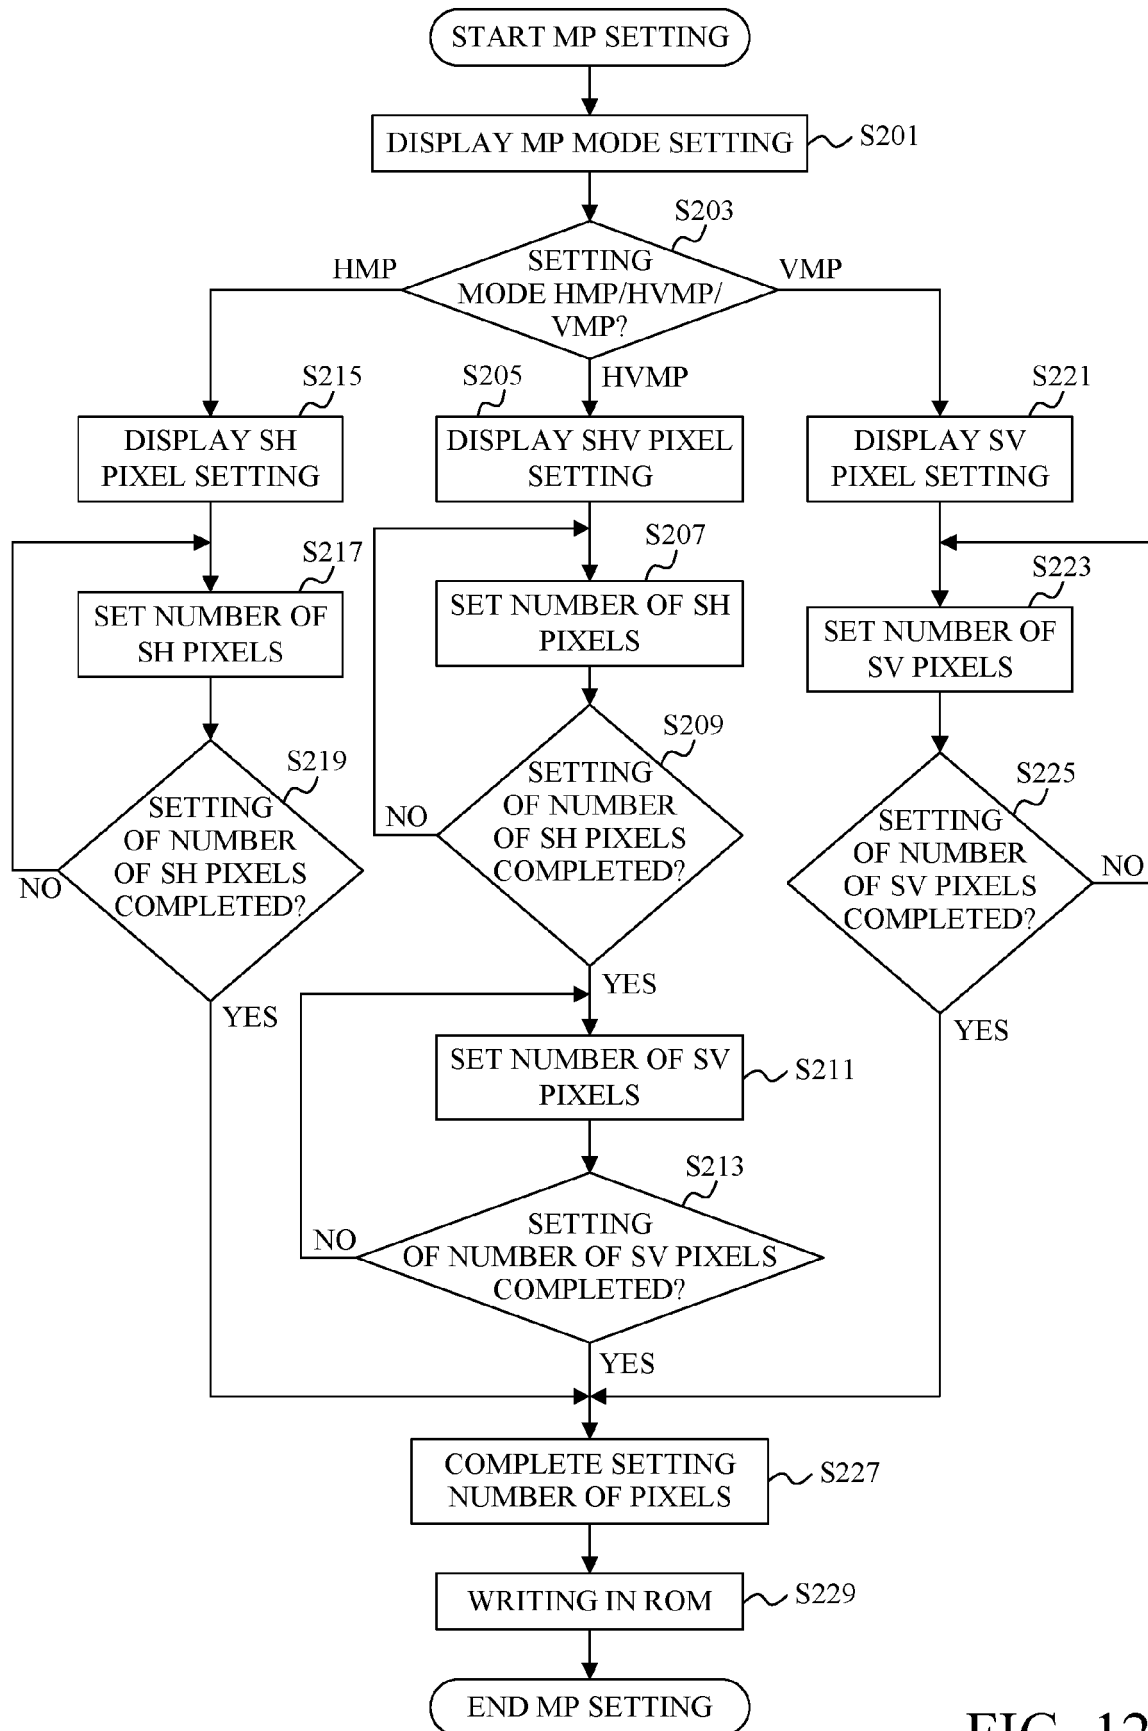 START MP SETTING
DISPLAY MP MODE SETTING
S201
S203
SETTING
MODE HMP/HVMP/
VMP?
HMP
VMP
HVMP
S215
DISPLAY SH
PIXEL SETTING
S205
DISPLAY SHV PIXEL
SETTING
S221
DISPLAY SV
PIXEL SETTING
S217
SET NUMBER OF
SH PIXELS
S207
SET NUMBER OF SH
PIXELS
S223
SET NUMBER OF
SV PIXELS
S219
SETTING
OF NUMBER
OF SH PIXELS
COMPLETED?
NO
YES
S209
SETTING
OF NUMBER
OF SH PIXELS
COMPLETED?
NO
YES
S225
SETTING
OF NUMBER
OF SV PIXELS
COMPLETED?
NO
YES
SET NUMBER OF SV
PIXELS
S211
S213
SETTING
OF NUMBER OF SV PIXELS
COMPLETED?
NO
YES
COMPLETE SETTING
NUMBER OF PIXELS
S227
WRITING IN ROM
S229
END MP SETTING
FIG. 12